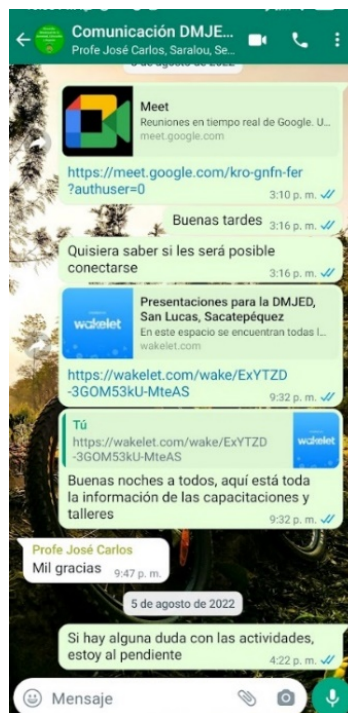 Comunicación DMJE...
Profe José Carlos, Saralou, Se...
Meet
Reuniones en tiempo real de Google. U...
meet.google.com
https://meet.google.com/kro-gnfn-fer
?authuser=0
3:10 p. m.
Buenas tardes 3:16 p. m.
Quisiera saber si les será posible
conectarse
3:16 p. m.
Presentaciones para la DMJED,
San Lucas, Sacatepéquez
En este espacio se encuentran todas l...
wakelet.com
wakelet
https://wakelet.com/wake/ExYTZD
-3GOM53kU-MteAS
9:32 p. m.
Tú
https://wakelet.com/wake/ExYTZD
-3GOM53kU-MteAS
wakelet
Buenas noches a todos, aquí está toda
la información de las capacitaciones y
talleres
9:32 p. m.
Profe José Carlos
Mil gracias 9:47 p. m.
5 de agosto de 2022
Si hay alguna duda con las actividades,
estoy al pendiente
4:22 p. m.
Mensaje